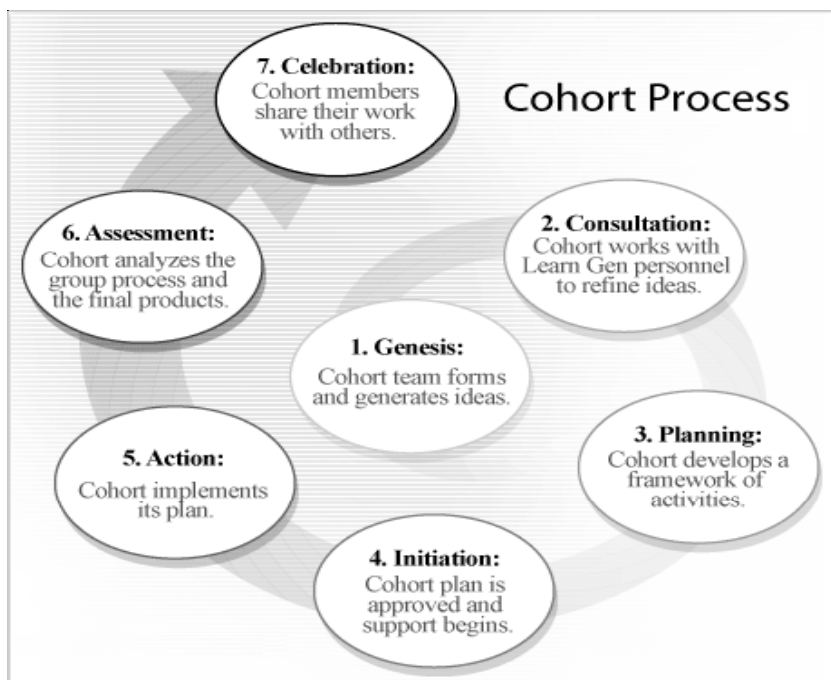 Cohort Process
1. Genesis:
Cohort team forms
and generates ideas.
2. Consultation:
Cohort works with
Learn Gen personnel
to refine ideas.
3. Planning:
Cohort develops a
framework of
activities.
4. Initiation:
Cohort plan is
approved and
support begins.
5. Action:
Cohort implements
its plan.
6. Assessment:
Cohort analyzes the
group process and
the final products.
7. Celebration:
Cohort members
share their work
with others.